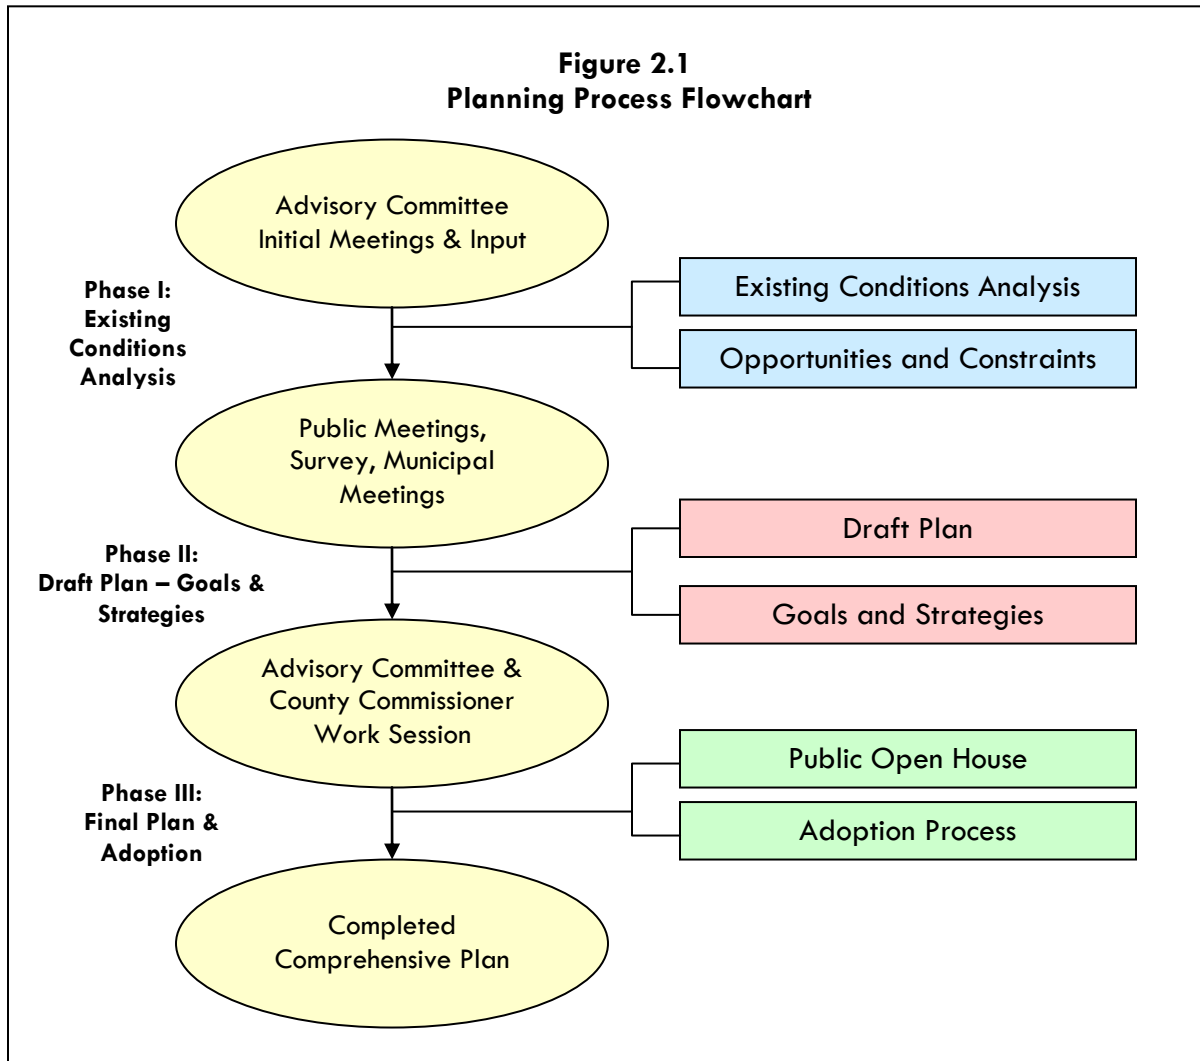 Figure 2.1
Planning Process Flowchart
Advisory Committee
Initial Meetings & Input
Phase I:
Existing
Conditions
Analysis
Existing Conditions Analysis
Opportunities and Constraints
Public Meetings,
Survey, Municipal
Meetings
Phase II:
Draft Plan – Goals &
Strategies
Draft Plan
Goals and Strategies
Advisory Committee &
County Commissioner
Work Session
Phase III:
Final Plan &
Adoption
Public Open House
Adoption Process
Completed
Comprehensive Plan